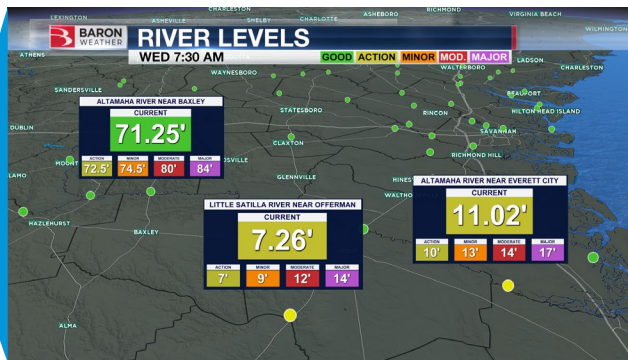 CHARLESTON
RICHMOND
LEXINGTON
ASHEVILLE
SHELBY
CHARLOTTE
ASHEBORO
VIRGINIA BEACH
WILMINGTON
BARON
WEATHER
RIVER LEVELS
WED 7:30 AM
GOOD ACTION MINOR MOD. MAJOR
ATHENS
LADSON
WAYNESBORO
WALTERBORO
CHARLESTON
SANDERSVILLE
BEAUFORT
ALTAMAHA RIVER NEAR BAXLEY
CURRENT
71.25'
ACTION MINOR MODERATE MAJOR
72.5' 74.5' 80' 84'
STATESBORO
RINCON
HILTON HEAD ISLAND
DUBLIN
SAVANNAH
CLAXTON
RICHMOND HILL
MOUNT
DSVILLE
LAMO
GLENNVILLE
HINES
WALTHO
ALTAMAHA RIVER NEAR EVERETT CITY
CURRENT
11.02'
ACTION MINOR MODERATE MAJOR
10' 13' 14' 17'
LITTLE SATILLA RIVER NEAR OFFERMAN
CURRENT
7.26'
ACTION MINOR MODERATE MAJOR
7' 9' 12' 14'
HAZLEHURST
BAXLEY
ALMA